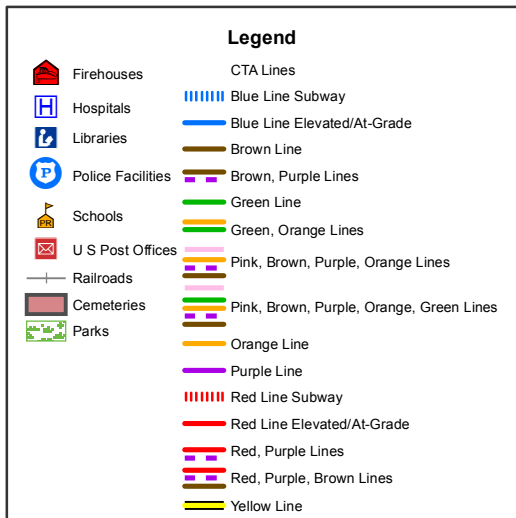 Legend
Firehouses
Hospitals
Libraries
Police Facilities
Schools
U S Post Offices
Railroads
Cemeteries
Parks
H
P
PR
CTA Lines
Blue Line Subway
Blue Line Elevated/At-Grade
Brown Line
Brown, Purple Lines
Green Line
Green, Orange Lines
Pink, Brown, Purple, Orange Lines
Pink, Brown, Purple, Orange, Green Lines
Orange Line
Purple Line
Red Line Subway
Red Line Elevated/At-Grade
Red, Purple Lines
Red, Purple, Brown Lines
Yellow Line